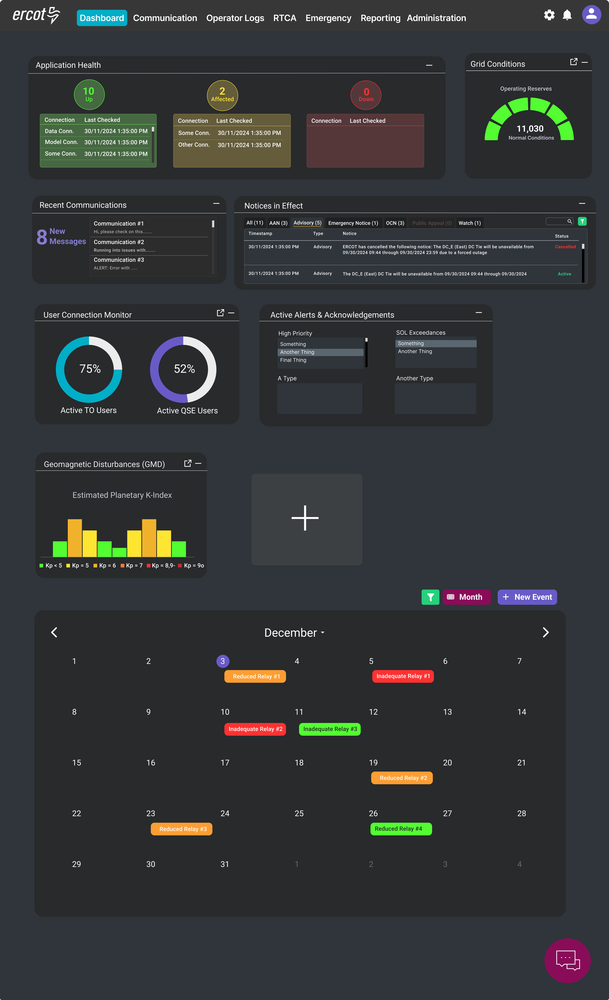 ercot
Dashboard Communication Operator Logs RTCA Emergency Reporting Administration
Application Health
10
Up
2
Affected
0
Down
Connection Last Checked
Data Conn. 30/11/2024 1:35:00 PM
Model Conn. 30/11/2024 1:35:00 PM
Some Conn. 30/11/2024 1:35:00 PM
Connection Last Checked
Some Conn. 30/11/2024 1:35:00 PM
Other Conn. 30/11/2024 1:35:00 PM
Connection Last Checked
Grid Conditions
Operating Reserves
11,030
Normal Conditions
Recent Communications
8 New
Messages
Communication #1
Hi, please check on this.......
Communication #2
Running into issues with.......
Communication #3
ALERT: Error with .....
Notices in Effect
All (11) AAN (3) Advisory (5) Emergency Notice (1) OCN (3) Public Appeal (0) Watch (1)
Timestamp Type Notice Status
30/11/2024 1:35:00 PM Advisory ERCOT has cancelled the following notice: The DC_E (East) DC Tie will be unavailable from Cancelled
09/30/2024 09:44 through 09/30/2024 23:59 due to a forced outage
30/11/2024 1:35:00 PM Advisory The DC_E (East) DC Tie will be unavailable from 09/30/2024 09:44 through 09/30/2024 Active
User Connection Monitor
75%
Active TO Users
52%
Active QSE Users
Active Alerts & Acknowledgements
High Priority
Something
Another Thing
Final Thing
SOL Exceedances
Something
Another Thing
A Type
Another Type
Geomagnetic Disturbances (GMD)
Estimated Planetary K-Index
Kp < 5 Kp = 5 Kp = 6 Kp = 7 Kp = 8,9- Kp = 9o
Month
+ New Event
December
1 2 3 4 5 6 7
Reduced Relay #1 Inadequate Relay #1
8 9 10 11 12 13 14
Inadequate Relay #2 Inadequate Relay #3
15 16 17 18 19 20 21
Reduced Relay #2
22 23 24 25 26 27 28
Reduced Relay #3 Reduced Relay #4
29 30 31 1 2 3 4